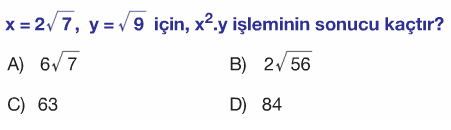 x = 2√7, y = √9 için, x².y işleminin sonucu kaçtır?
A) 6√7 B) 2√56
C) 63 D) 84